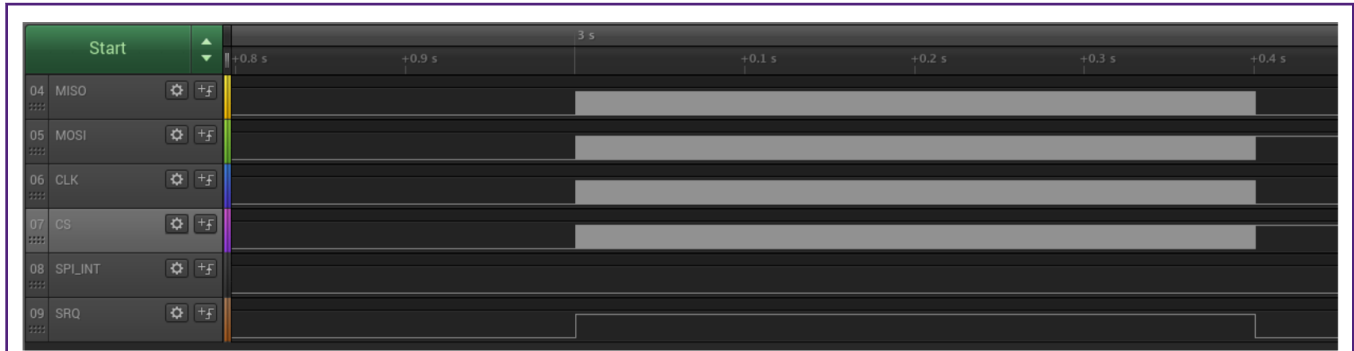 Start
3 s
+0.8 s +0.9 s +0.1 s +0.2 s +0.3 s +0.4 s
04 MISO
05 MOSI
06 CLK
07 CS
08 SPI_INT
09 SRQ